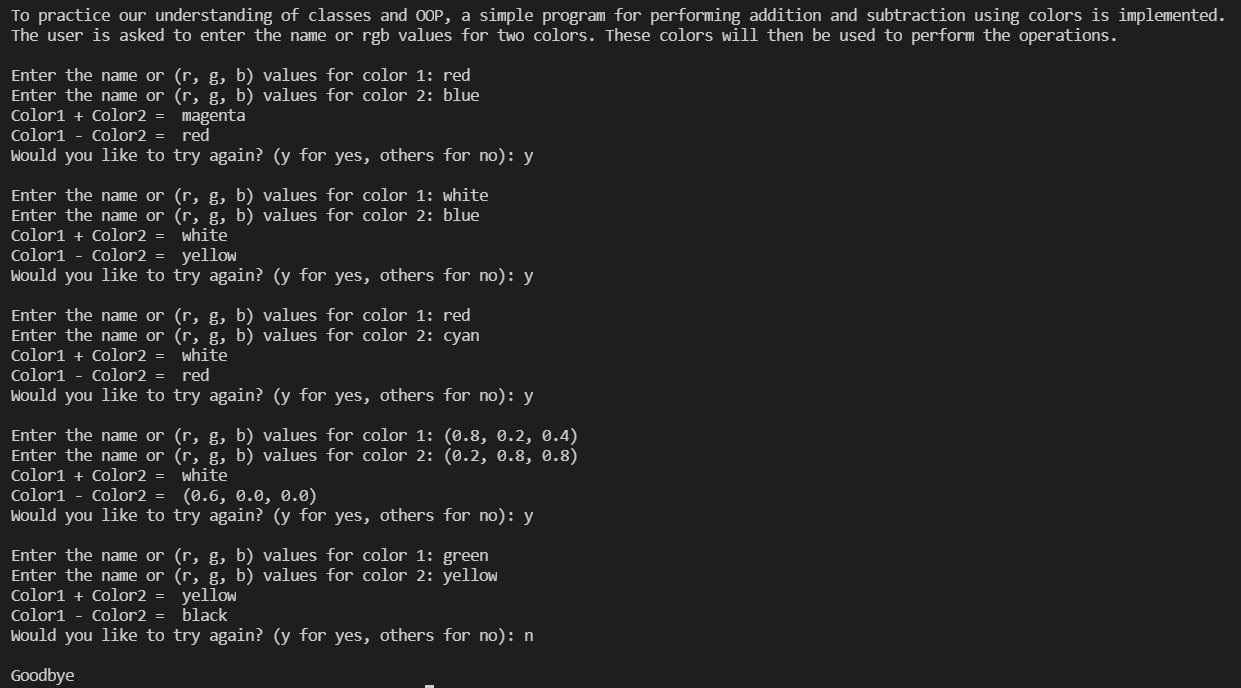 To practice our understanding of classes and OOP, a simple program for performing addition and subtraction using colors is implemented.
The user is asked to enter the name or rgb values for two colors. These colors will then be used to perform the operations.
Enter the name or (r, g, b) values for color 1: red
Enter the name or (r, g, b) values for color 2: blue
Color1 + Color2 =  magenta
Color1 - Color2 =  red
Would you like to try again? (y for yes, others for no): y
Enter the name or (r, g, b) values for color 1: white
Enter the name or (r, g, b) values for color 2: blue
Color1 + Color2 =  white
Color1 - Color2 =  yellow
Would you like to try again? (y for yes, others for no): y
Enter the name or (r, g, b) values for color 1: red
Enter the name or (r, g, b) values for color 2: cyan
Color1 + Color2 =  white
Color1 - Color2 =  red
Would you like to try again? (y for yes, others for no): y
Enter the name or (r, g, b) values for color 1: (0.8, 0.2, 0.4)
Enter the name or (r, g, b) values for color 2: (0.2, 0.8, 0.8)
Color1 + Color2 =  white
Color1 - Color2 =  (0.6, 0.0, 0.0)
Would you like to try again? (y for yes, others for no): y
Enter the name or (r, g, b) values for color 1: green
Enter the name or (r, g, b) values for color 2: yellow
Color1 + Color2 =  yellow
Color1 - Color2 =  black
Would you like to try again? (y for yes, others for no): n
Goodbye